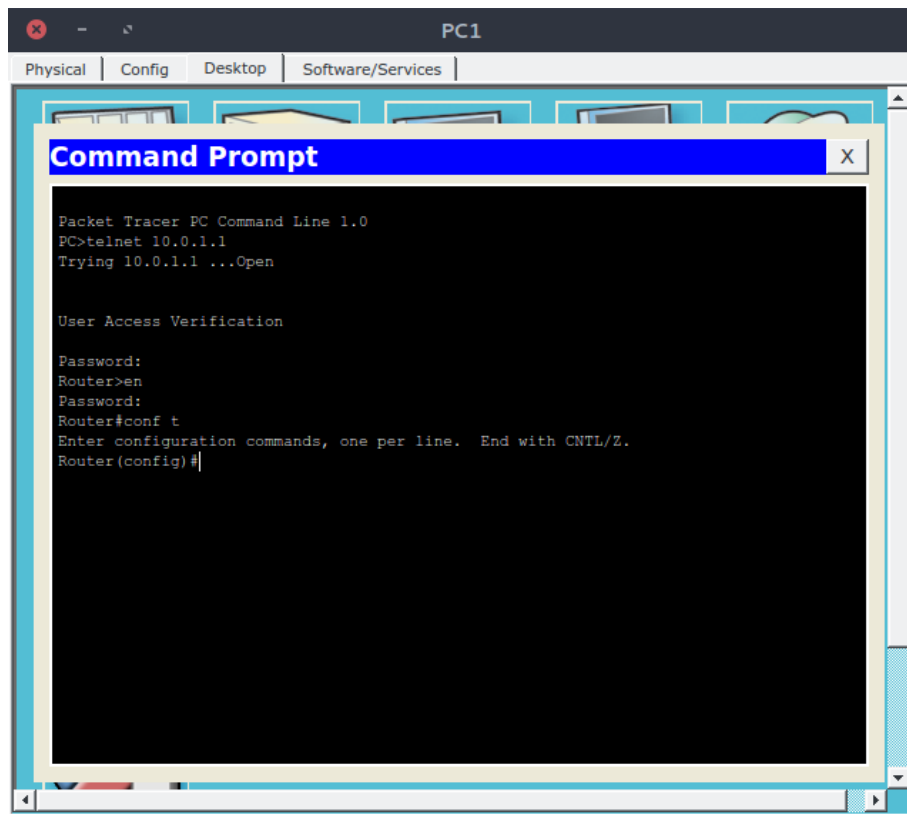 PC1
Physical Config Desktop Software/Services
Command Prompt X
Packet Tracer PC Command Line 1.0
PC>telnet 10.0.1.1
Trying 10.0.1.1 ...Open
User Access Verification
Password:
Router>en
Password:
Router#conf t
Enter configuration commands, one per line.  End with CNTL/Z.
Router(config)#